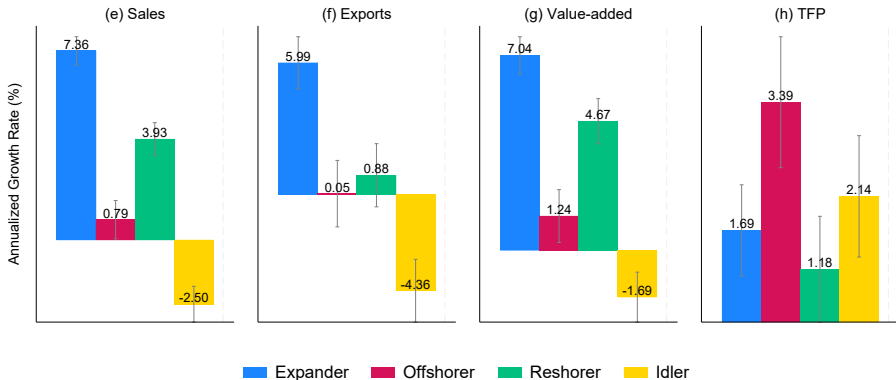 (e) Sales
(f) Exports
(g) Value-added
(h) TFP
Annualized Growth Rate (%)
7.36
0.79
3.93
-2.50
5.99
0.05
0.88
-4.36
7.04
1.24
4.67
-1.69
1.69
3.39
1.18
2.14
Expander
Offshorer
Reshorer
Idler